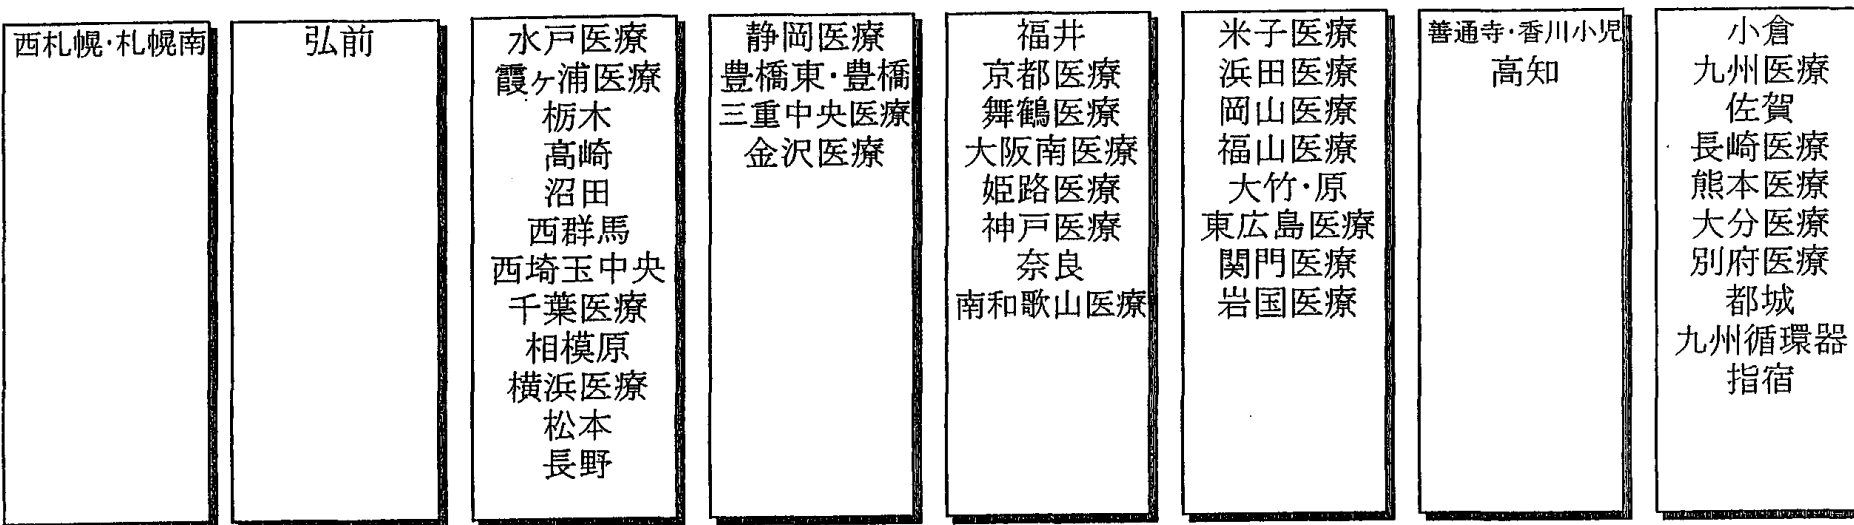 西札幌・札幌南
弘前
水戸医療
霞ヶ浦医療
栃木
高崎
沼田
西群馬
西埼玉中央
千葉医療
相模原
横浜医療
松本
長野
静岡医療
豊橋東・豊橋
三重中央医療
金沢医療
福井
京都医療
舞鶴医療
大阪南医療
姫路医療
神戸医療
奈良
南和歌山医療
米子医療
浜田医療
岡山医療
福山医療
大竹・原
東広島医療
関門医療
岩国医療
善通寺・香川小児
高知
小倉
九州医療
佐賀
長崎医療
熊本医療
大分医療
別府医療
都城
九州循環器
指宿